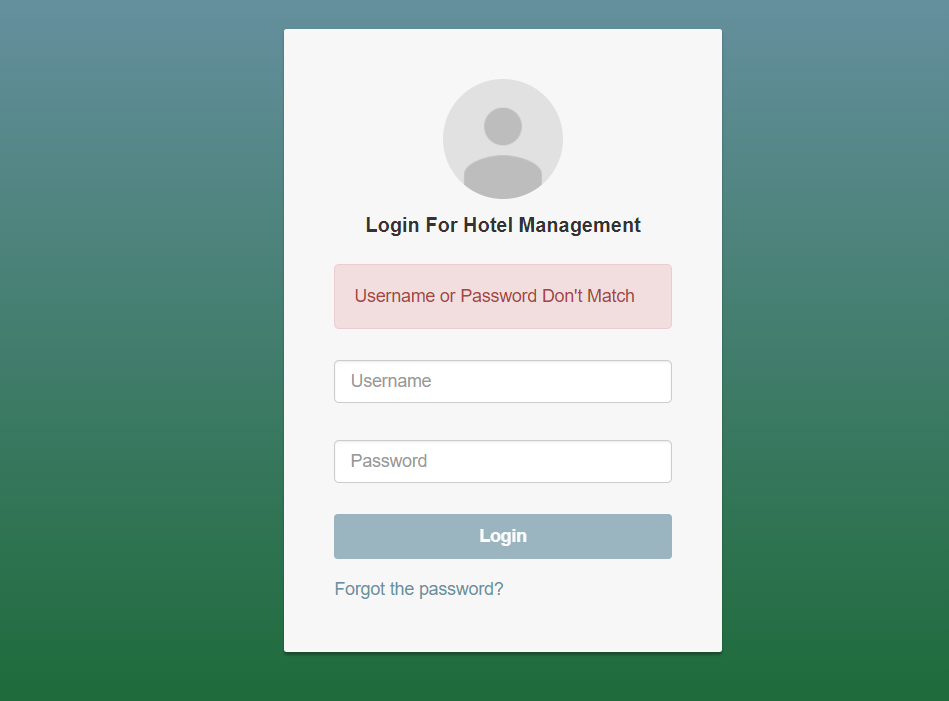 Login For Hotel Management
Username or Password Don't Match
Username
Password
Login
Forgot the password?